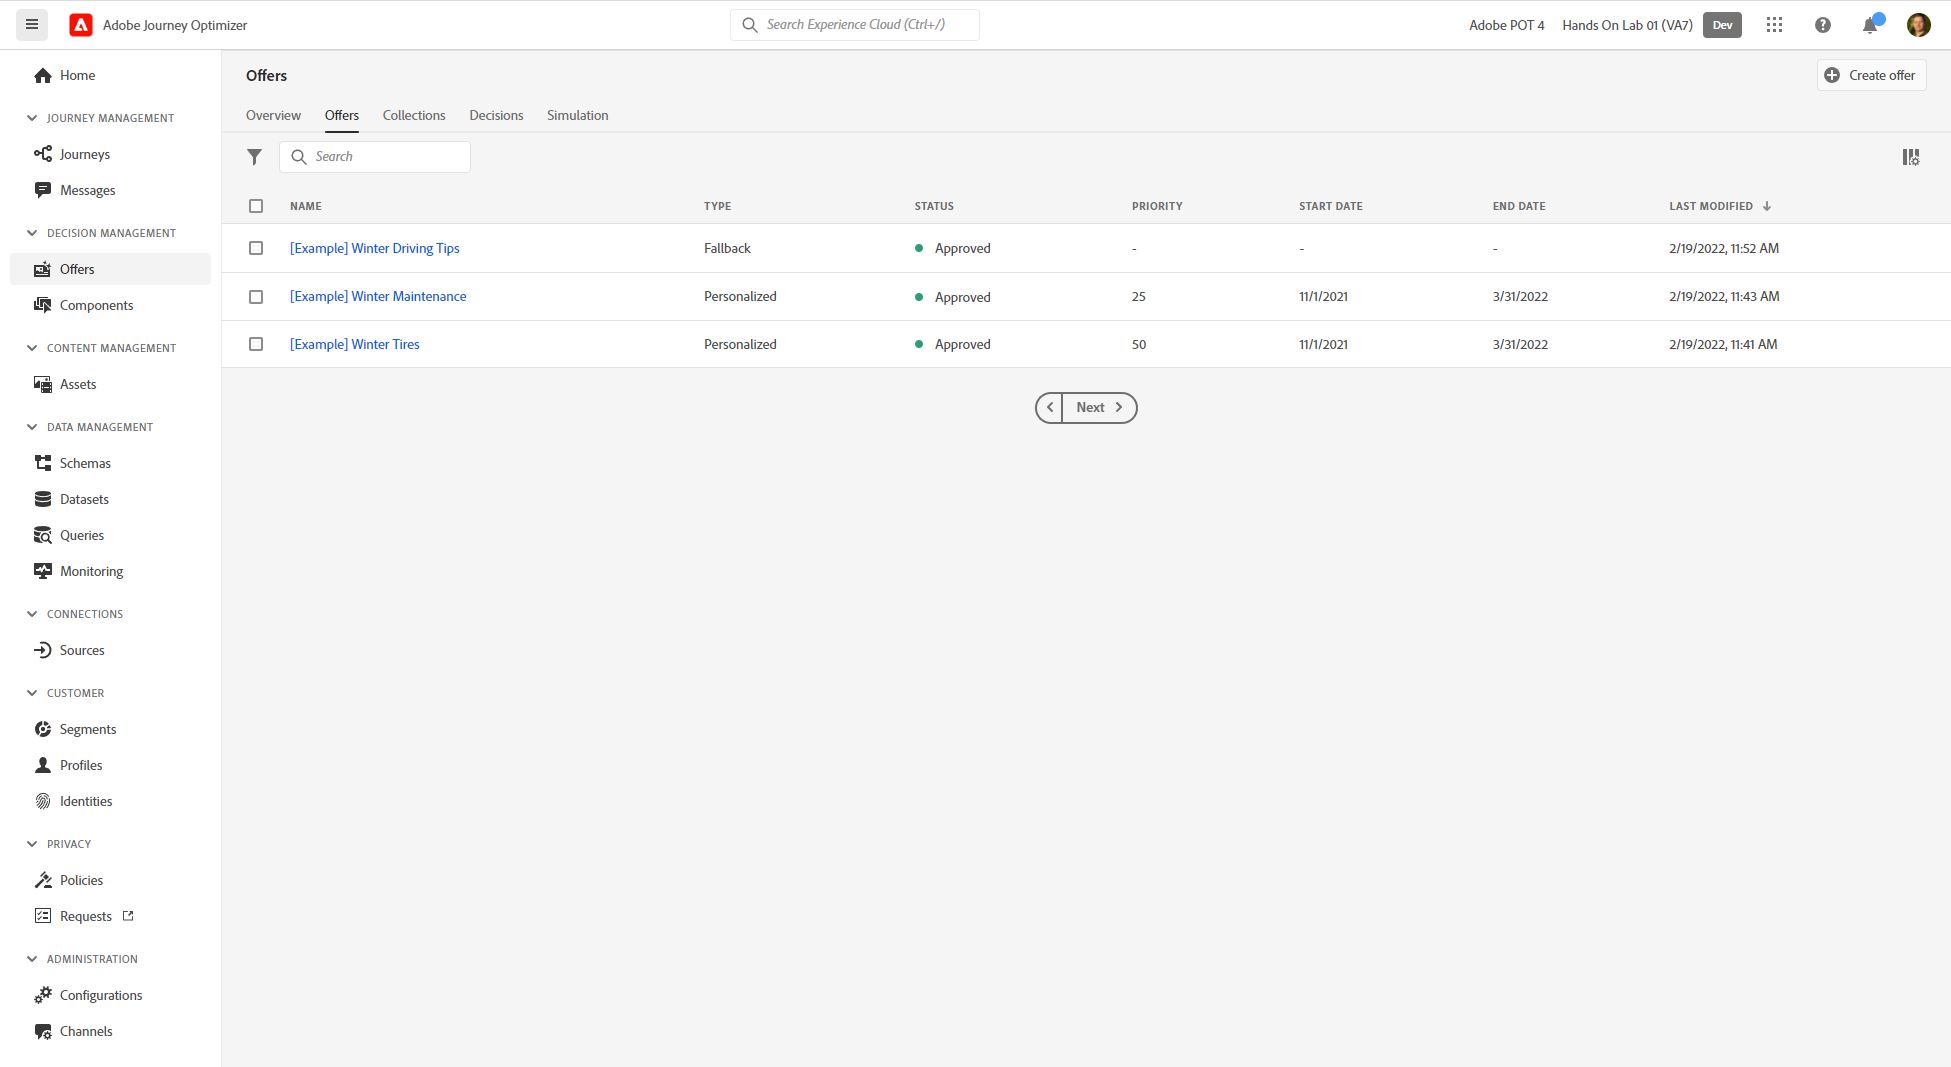 Adobe Journey Optimizer
Search Experience Cloud (Ctrl+/)
Adobe POT 4
Hands On Lab 01 (VA7)
Dev
Home
JOURNEY MANAGEMENT
Journeys
Messages
DECISION MANAGEMENT
Offers
Components
CONTENT MANAGEMENT
Assets
DATA MANAGEMENT
Schemas
Datasets
Queries
Monitoring
CONNECTIONS
Sources
CUSTOMER
Segments
Profiles
Identities
PRIVACY
Policies
Requests
ADMINISTRATION
Configurations
Channels
Offers
Create offer
Overview Offers Collections Decisions Simulation
Search
NAME TYPE STATUS PRIORITY START DATE END DATE LAST MODIFIED
[Example] Winter Driving Tips Fallback Approved - - - 2/19/2022, 11:52 AM
[Example] Winter Maintenance Personalized Approved 25 11/1/2021 3/31/2022 2/19/2022, 11:43 AM
[Example] Winter Tires Personalized Approved 50 11/1/2021 3/31/2022 2/19/2022, 11:41 AM
Next